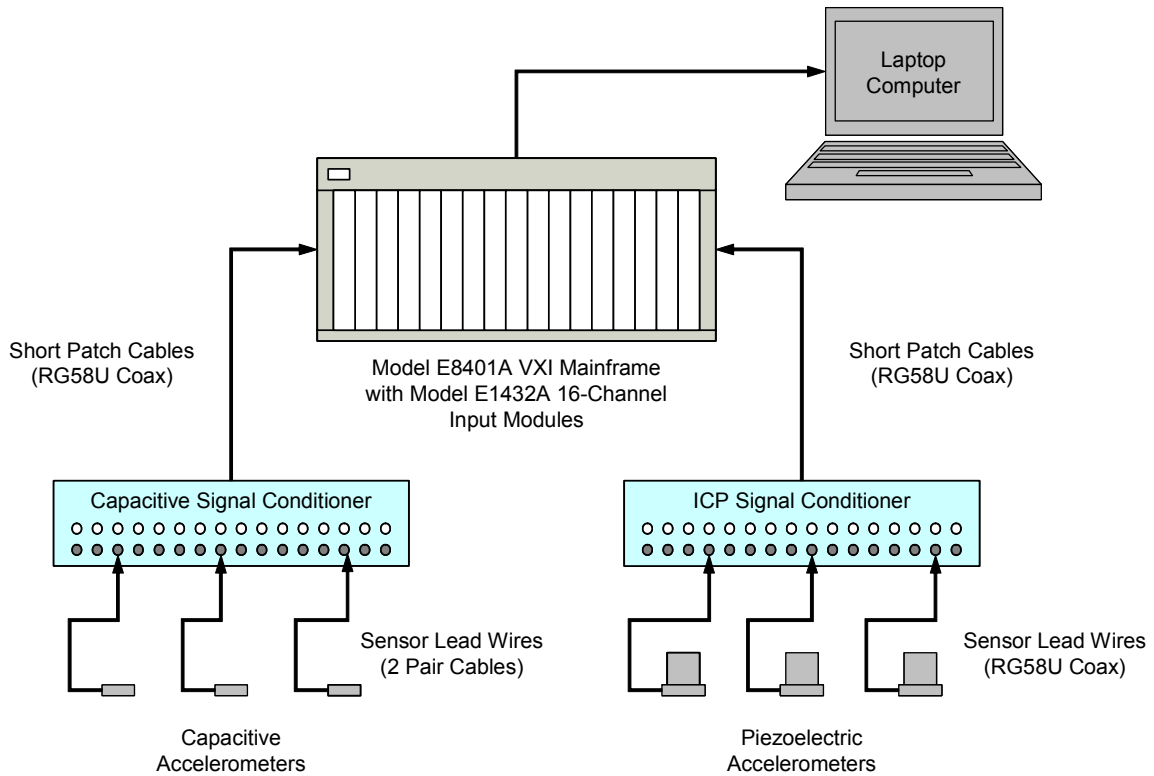 Laptop
Computer
Short Patch Cables
(RG58U Coax)
Model E8401A VXI Mainframe
with Model E1432A 16-Channel
Input Modules
Short Patch Cables
(RG58U Coax)
Capacitive Signal Conditioner
ICP Signal Conditioner
Sensor Lead Wires
(2 Pair Cables)
Sensor Lead Wires
(RG58U Coax)
Capacitive
Accelerometers
Piezoelectric
Accelerometers